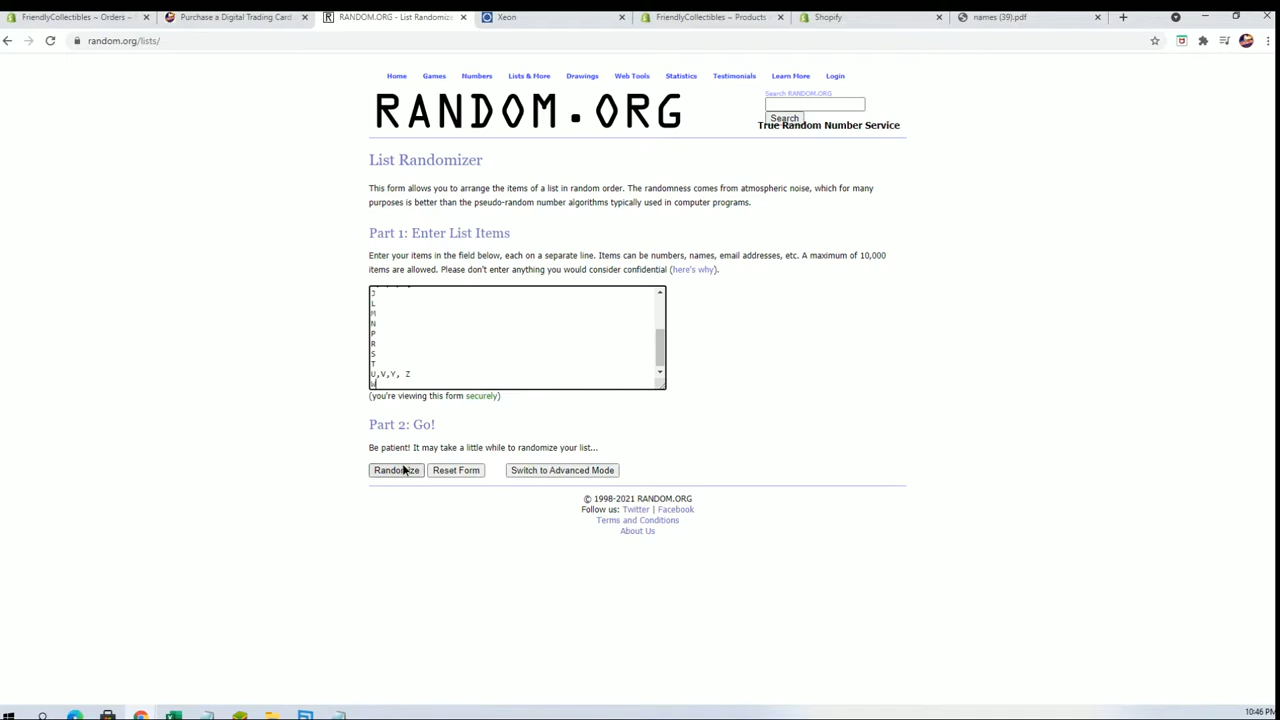 FriendlyCollectibles ~ Orders ~
Purchase a Digital Trading Card
RANDOM.ORG - List Randomizer
Xeon
FriendlyCollectibles ~ Products
Shopify
names (39).pdf
random.org/lists/
Home Games Numbers Lists & More Drawings Web Tools Statistics Testimonials Learn More Login
RANDOM.ORG
Search RANDOM.ORG
Search
True Random Number Service
List Randomizer
This form allows you to arrange the items of a list in random order. The randomness comes from atmospheric noise, which for many
purposes is better than the pseudo-random number algorithms typically used in computer programs.
Part 1: Enter List Items
Enter your items in the field below, each on a separate line. Items can be numbers, names, email addresses, etc. A maximum of 10,000
items are allowed. Please don't enter anything you would consider confidential (here's why).
J
L
M
N
P
R
S
T
U,V,Y, Z
W
(you're viewing this form securely)
Part 2: Go!
Be patient! It may take a little while to randomize your list...
Randomize Reset Form Switch to Advanced Mode
© 1998-2021 RANDOM.ORG
Follow us: Twitter | Facebook
Terms and Conditions
About Us
10:46 PM